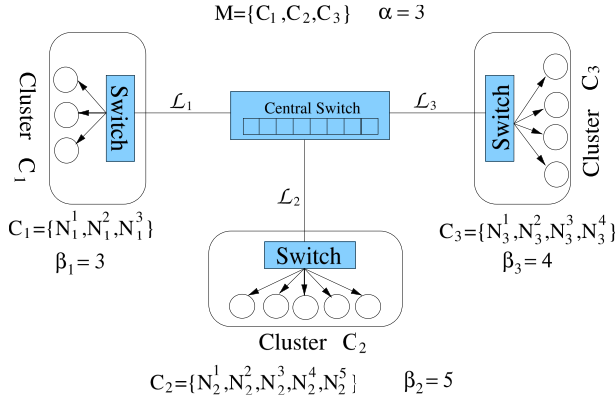 M={C₁,C₂,C₃} α=3
Cluster C₁
Switch
ℒ₁
Central Switch
ℒ₃
Switch
Cluster C₃
ℒ₂
C₁={N₁¹,N₁²,N₁³}
β₁=3
C₃={N₃¹,N₃²,N₃³,N₃⁴}
β₃=4
Switch
Cluster C₂
C₂={N₂¹,N₂²,N₂³,N₂⁴,N₂⁵} β₂=5